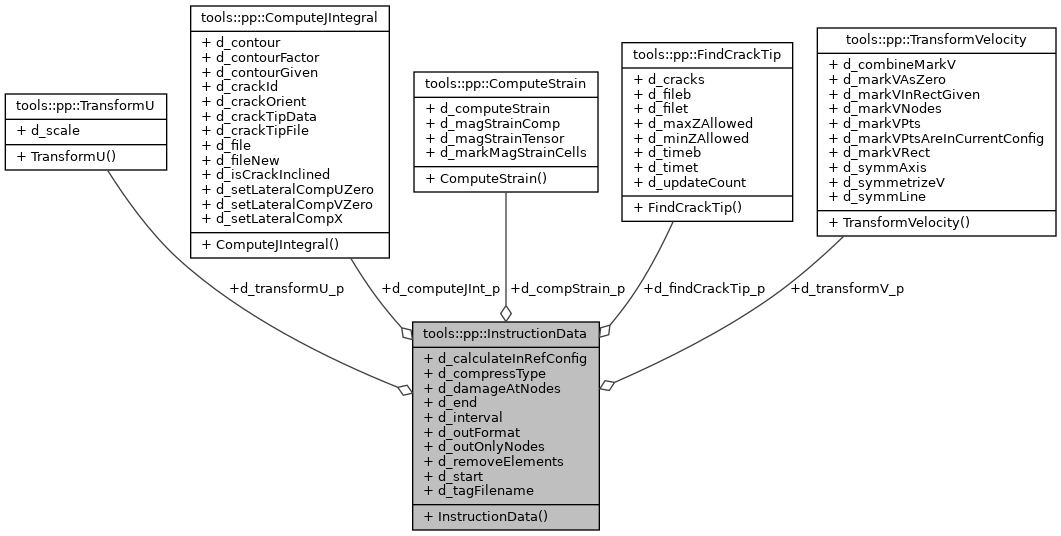 tools::pp::TransformU
+ d_scale
+ TransformU()
tools::pp::ComputeJIntegral
+ d_contour
+ d_contourFactor
+ d_contourGiven
+ d_crackId
+ d_crackOrient
+ d_crackTipData
+ d_crackTipFile
+ d_file
+ d_fileNew
+ d_isCrackInclined
+ d_setLateralCompUZero
+ d_setLateralCompVZero
+ d_setLateralCompX
+ ComputeJIntegral()
tools::pp::ComputeStrain
+ d_computeStrain
+ d_magStrainComp
+ d_magStrainTensor
+ d_markMagStrainCells
+ ComputeStrain()
tools::pp::FindCrackTip
+ d_cracks
+ d_fileb
+ d_filet
+ d_maxZAllowed
+ d_minZAllowed
+ d_timeb
+ d_timet
+ d_updateCount
+ FindCrackTip()
tools::pp::TransformVelocity
+ d_combineMarkV
+ d_markVAsZero
+ d_markVInRectGiven
+ d_markVNodes
+ d_markVPts
+ d_markVPtsAreInCurrentConfig
+ d_markVRect
+ d_symmAxis
+ d_symmetrizeV
+ d_symmLine
+ TransformVelocity()
+d_transformU_p
+d_computeJInt_p
+d_compStrain_p
+d_findCrackTip_p
+d_transformV_p
tools::pp::InstructionData
+ d_calculateInRefConfig
+ d_compressType
+ d_damageAtNodes
+ d_end
+ d_interval
+ d_outFormat
+ d_outOnlyNodes
+ d_removeElements
+ d_start
+ d_tagFilename
+ InstructionData()